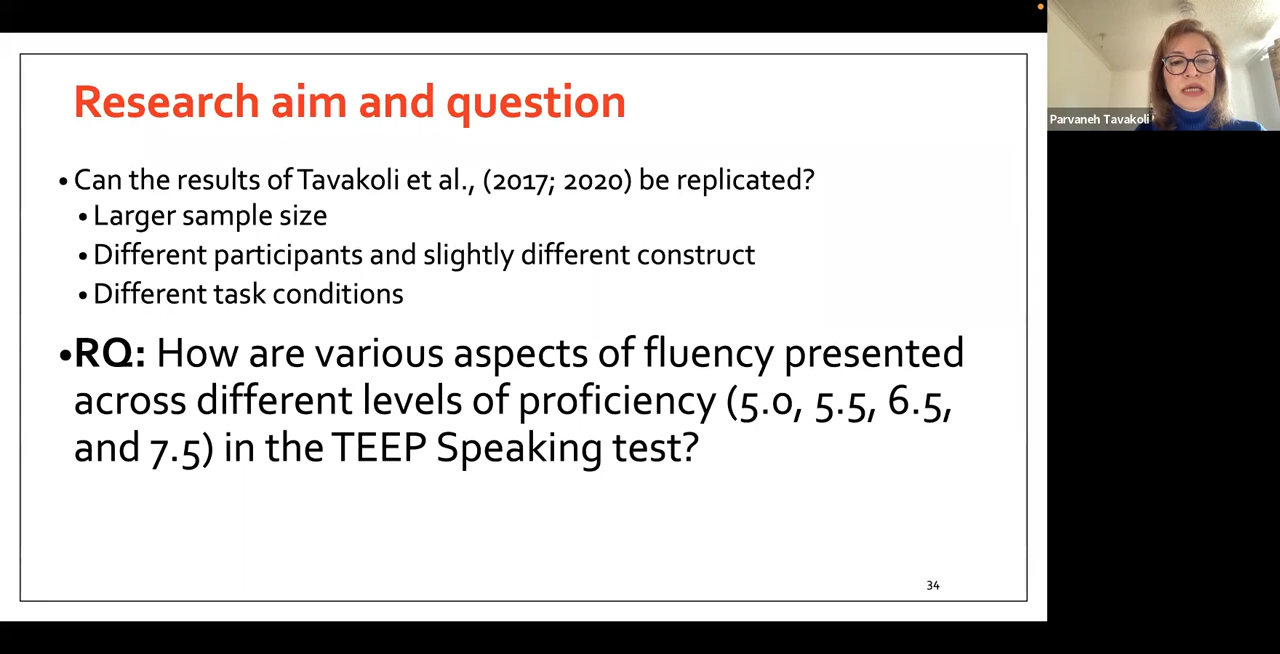 Research aim and question
• Can the results of Tavakoli et al., (2017; 2020) be replicated?
• Larger sample size
• Different participants and slightly different construct
• Different task conditions
•RQ: How are various aspects of fluency presented
across different levels of proficiency (5.0, 5.5, 6.5,
and 7.5) in the TEEP Speaking test?
34
Parvaneh Tavakoli